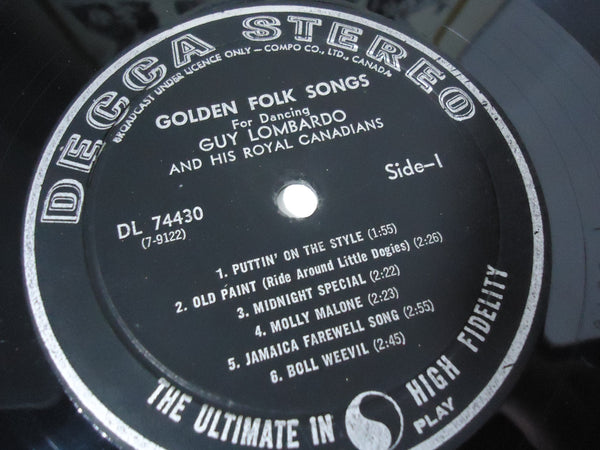 DECCA STEREO
BROADCAST UNDER LICENCE ONLY – COMPO CO., LTD., CANADA.
GOLDEN FOLK SONGS
For Dancing
GUY LOMBARDO
AND HIS ROYAL CANADIANS
Side–1
DL 74430
(7-9122)
1. PUTTIN' ON THE STYLE (1:55)
2. OLD PAINT (Ride Around Little Dogies) (2:26)
3. MIDNIGHT SPECIAL (2:22)
4. MOLLY MALONE (2:23)
5. JAMAICA FAREWELL SONG (2:55)
6. BOLL WEEVIL (2:45)
THE ULTIMATE IN HIGH FIDELITY
PLAY